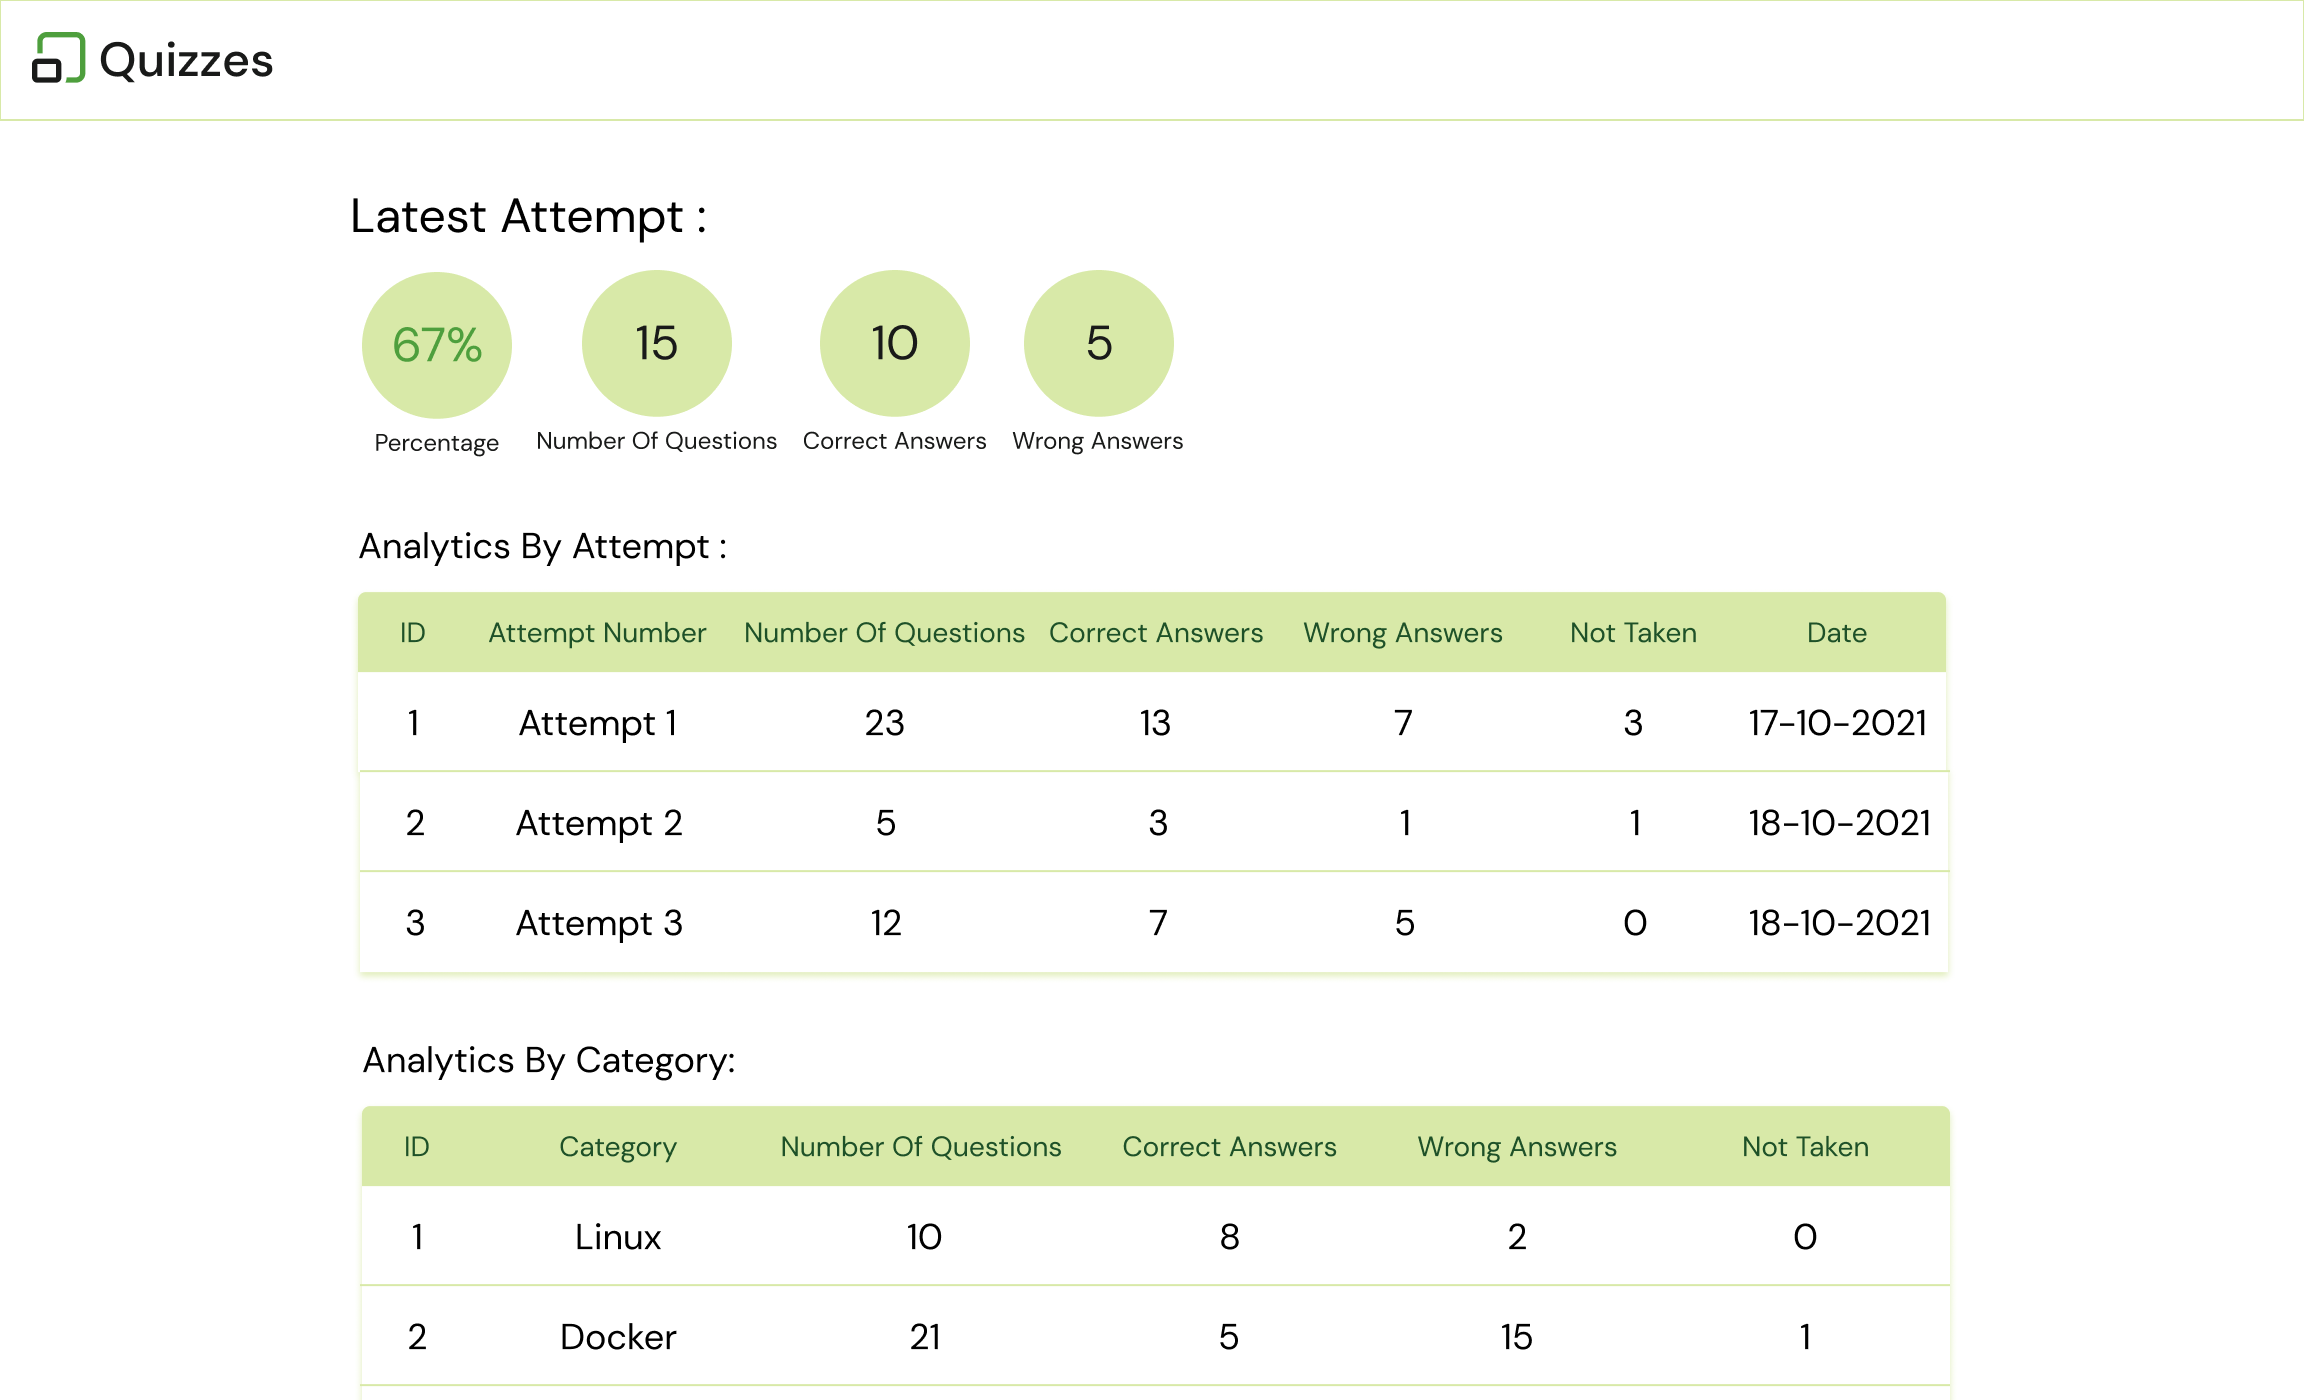 Quizzes
Latest Attempt :
67% 15 10 5
Percentage Number Of Questions Correct Answers Wrong Answers
Analytics By Attempt :
ID Attempt Number Number Of Questions Correct Answers Wrong Answers Not Taken Date
1 Attempt 1 23 13 7 3 17-10-2021
2 Attempt 2 5 3 1 1 18-10-2021
3 Attempt 3 12 7 5 0 18-10-2021
Analytics By Category:
ID Category Number Of Questions Correct Answers Wrong Answers Not Taken
1 Linux 10 8 2 0
2 Docker 21 5 15 1